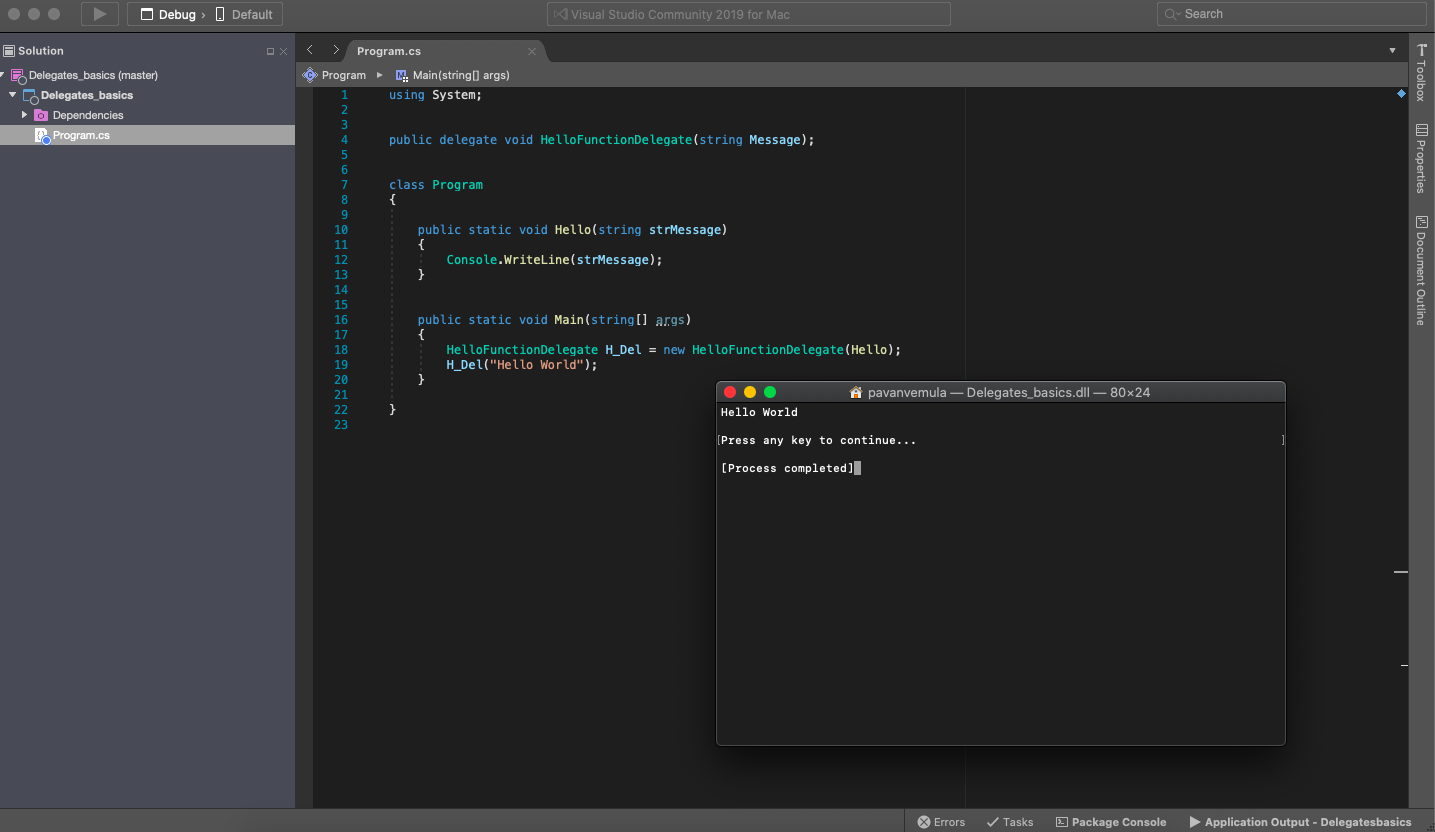 Debug › Default
Visual Studio Community 2019 for Mac
Search
Solution
Delegates_basics (master)
Delegates_basics
Dependencies
Program.cs
Program.cs
Program ▸ Main(string[] args)
1 using System;
2
3
4 public delegate void HelloFunctionDelegate(string Message);
5
6
7 class Program
8 {
9
10 public static void Hello(string strMessage)
11 {
12 Console.WriteLine(strMessage);
13 }
14
15
16 public static void Main(string[] args)
17 {
18 HelloFunctionDelegate H_Del = new HelloFunctionDelegate(Hello);
19 H_Del("Hello World");
20 }
21
22 }
23
pavanvemula — Delegates_basics.dll — 80×24
Hello World
[Press any key to continue... ]
[Process completed]
Toolbox
Properties
Document Outline
Errors
Tasks
Package Console
Application Output - Delegatesbasics